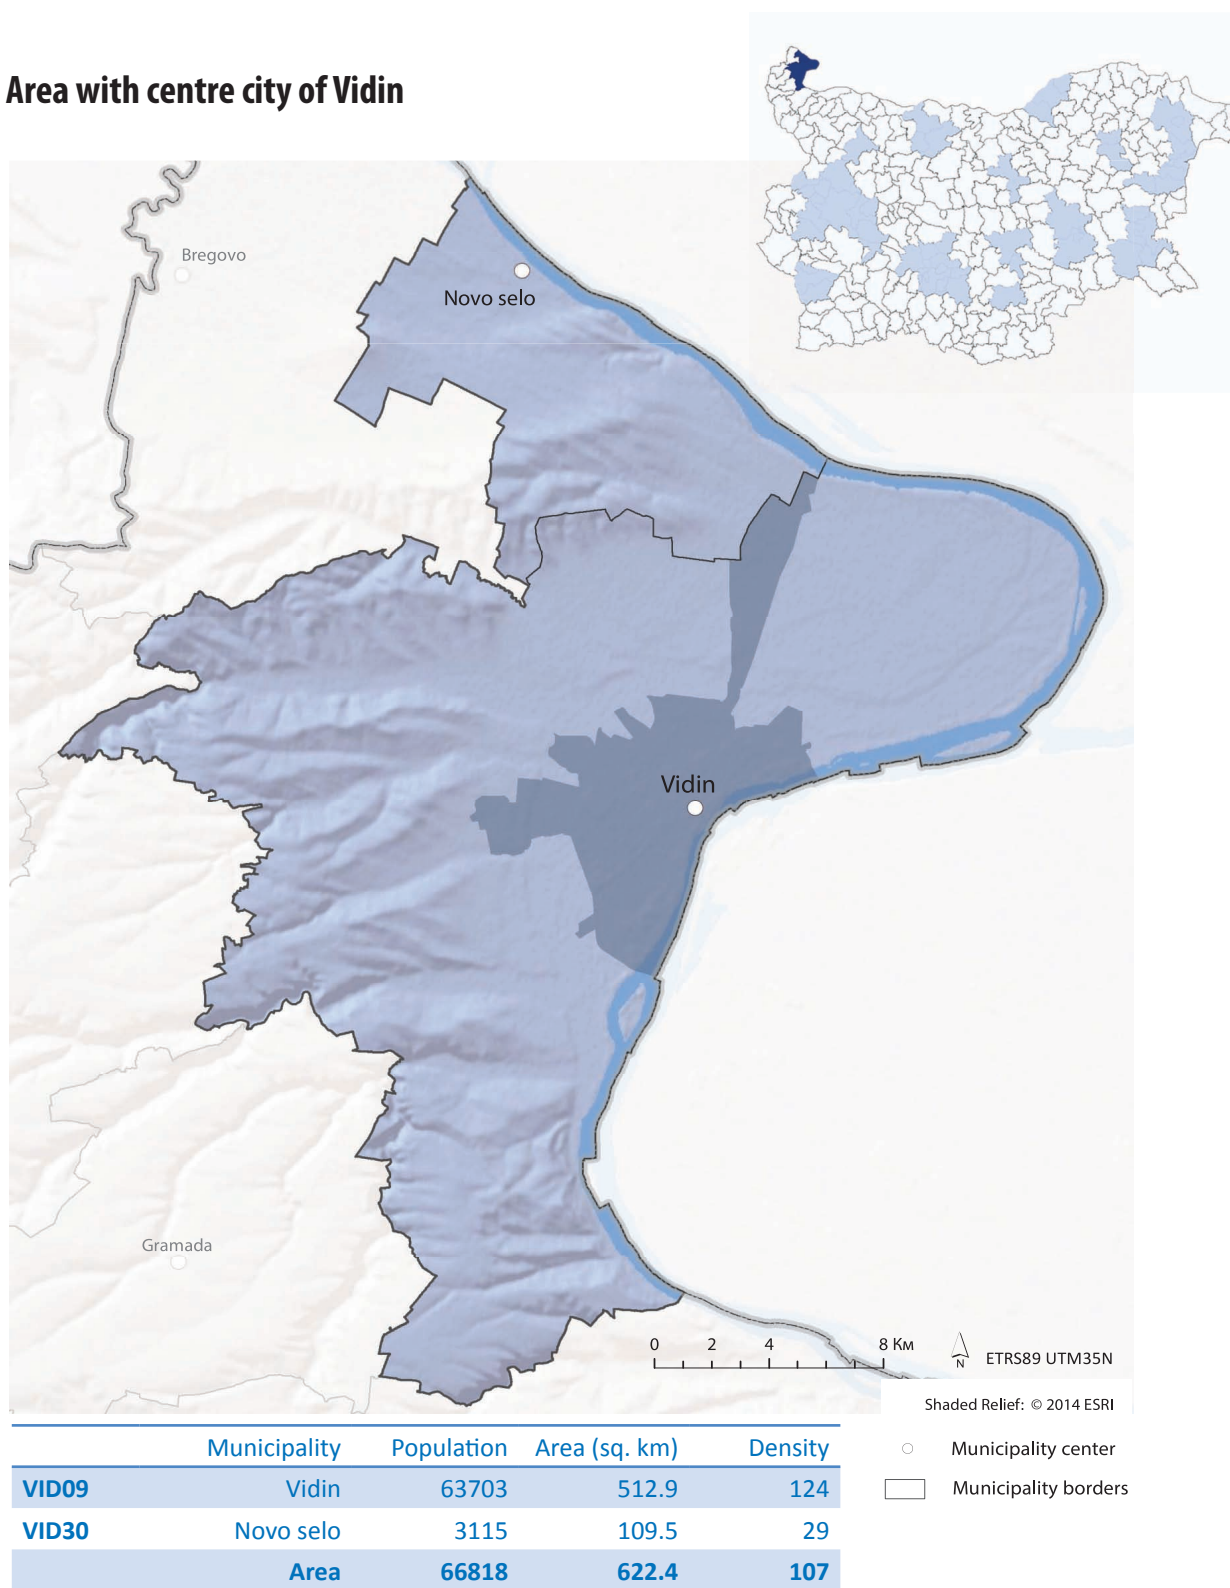 Area with centre city of Vidin
Bregovo
Novo selo
Vidin
Gramada
0 2 4 8 Км
N
ETRS89 UTM35N
Shaded Relief: © 2014 ESRI
Municipality Population Area (sq. km) Density
VID09 Vidin 63703 512.9 124
VID30 Novo selo 3115 109.5 29
Area 66818 622.4 107
Municipality center
Municipality borders